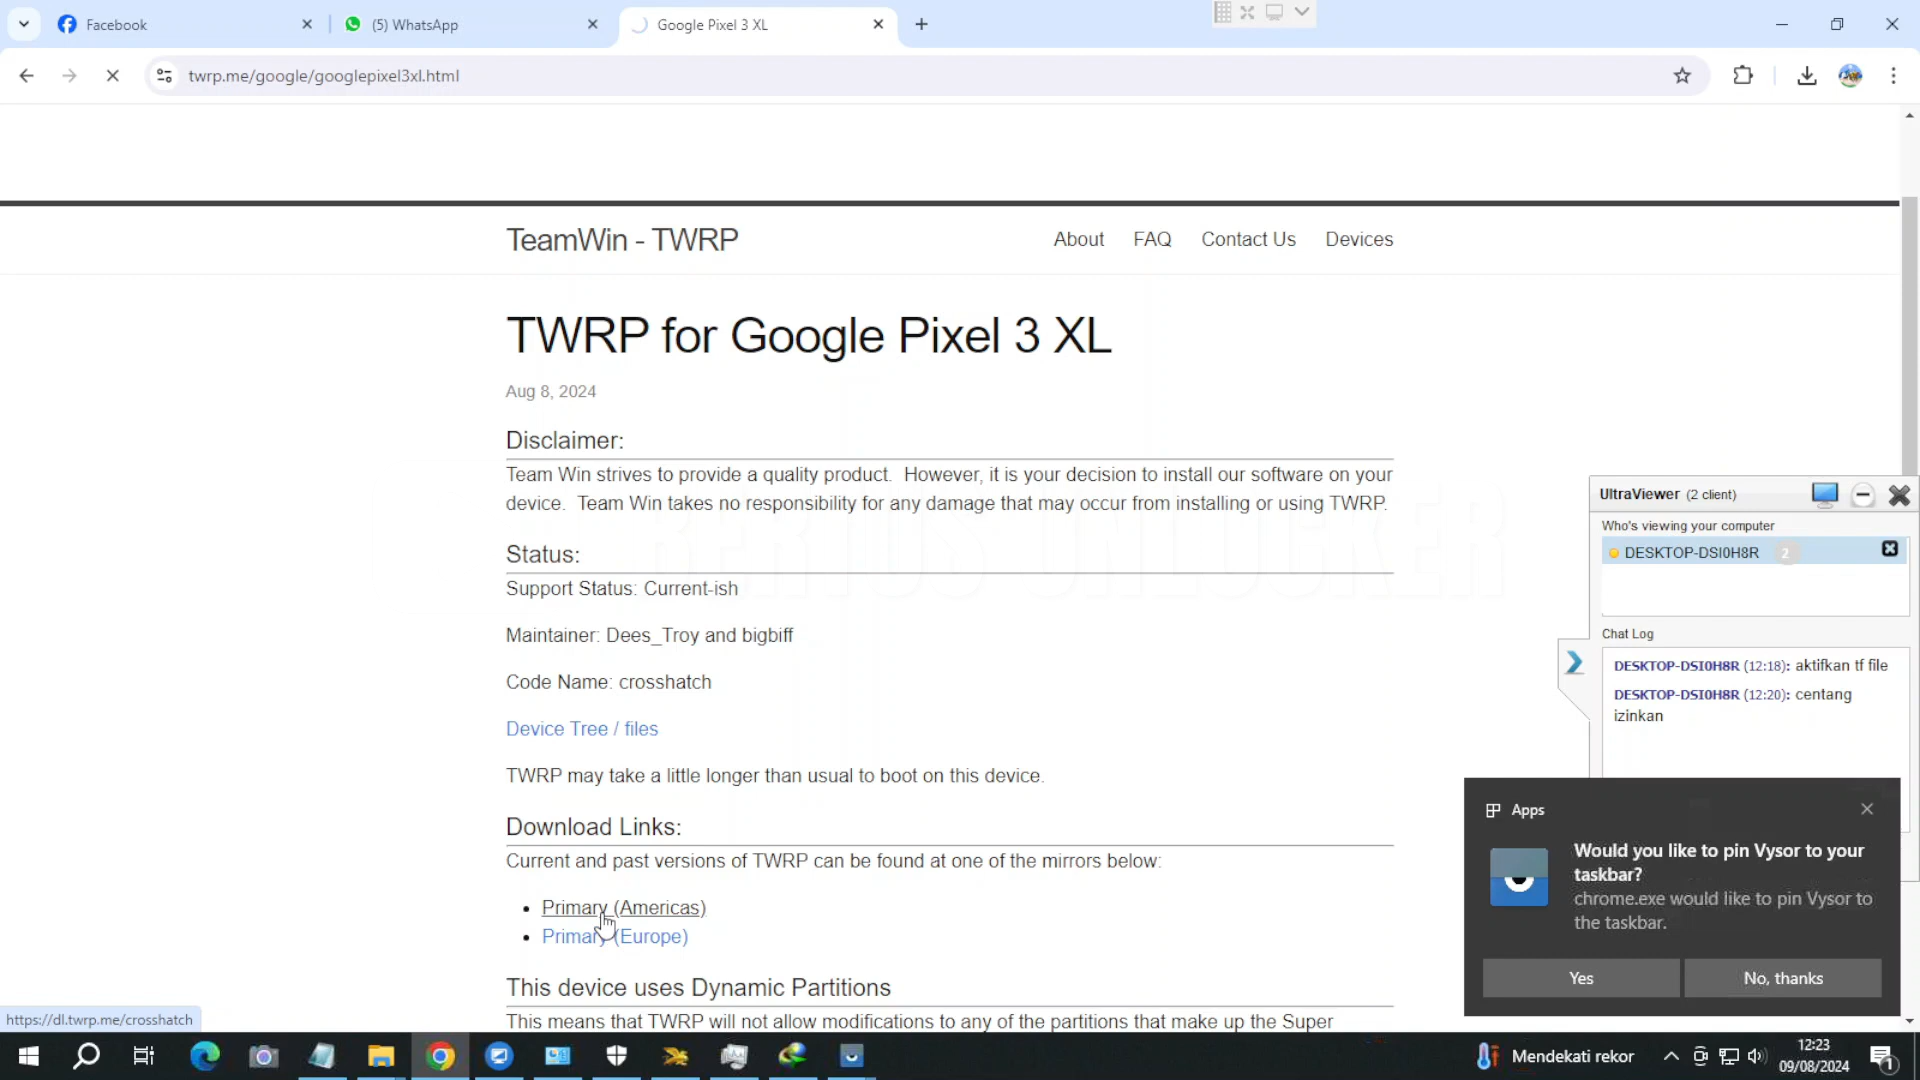 Facebook
(5) WhatsApp
Google Pixel 3 XL
twrp.me/google/googlepixel3xl.html
TeamWin - TWRP
About
FAQ
Contact Us
Devices
TWRP for Google Pixel 3 XL
Aug 8, 2024
Disclaimer:
Team Win strives to provide a quality product.  However, it is your decision to install our software on your
device.  Team Win takes no responsibility for any damage that may occur from installing or using TWRP.
BERTUS UNLOCKER
Status:
Support Status: Current-ish
Maintainer: Dees_Troy and bigbiff
Code Name: crosshatch
Device Tree / files
TWRP may take a little longer than usual to boot on this device.
Download Links:
Current and past versions of TWRP can be found at one of the mirrors below:
Primary (Americas)
Primary (Europe)
This device uses Dynamic Partitions
This means that TWRP will not allow modifications to any of the partitions that make up the Super
https://dl.twrp.me/crosshatch
UltraViewer (2 client)
Who's viewing your computer
DESKTOP-DSI0H8R 2
Chat Log
DESKTOP-DSI0H8R (12:18): aktifkan tf file
DESKTOP-DSI0H8R (12:20): centang
izinkan
Apps
Would you like to pin Vysor to your
taskbar?
chrome.exe would like to pin Vysor to
the taskbar.
Yes
No, thanks
Mendekati rekor
12:23
09/08/2024
1